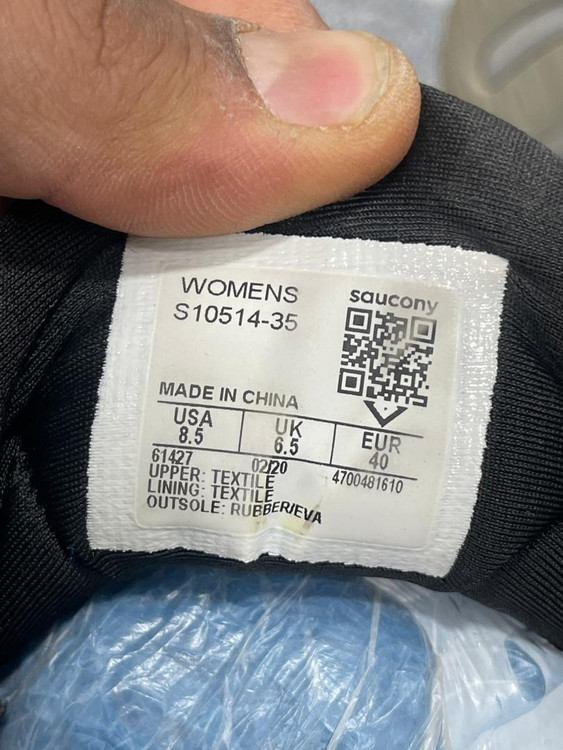 WOMENS
S10514-35
saucony
MADE IN CHINA
USA
8.5
UK
6.5
EUR
40
61427
02/20
4700481610
UPPER: TEXTILE
LINING: TEXTILE
OUTSOLE: RUBBER/EVA